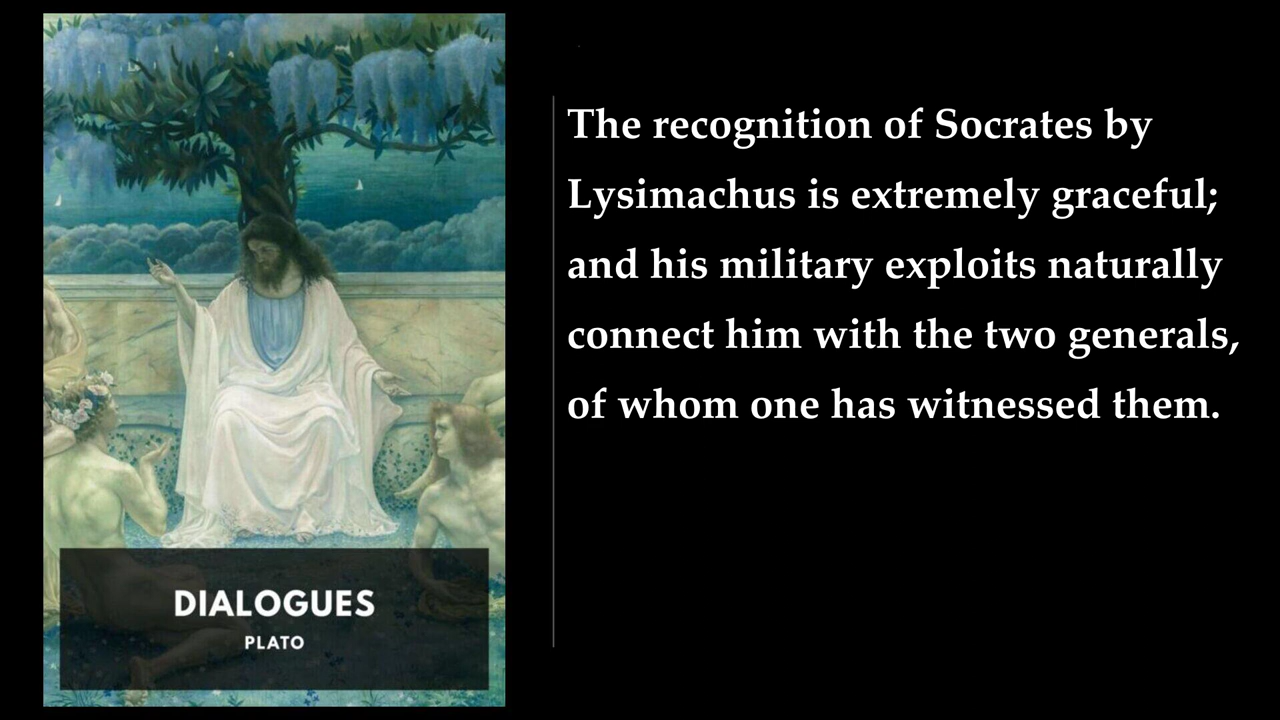 The recognition of Socrates by
Lysimachus is extremely graceful;
and his military exploits naturally
connect him with the two generals,
of whom one has witnessed them.
DIALOGUES
PLATO